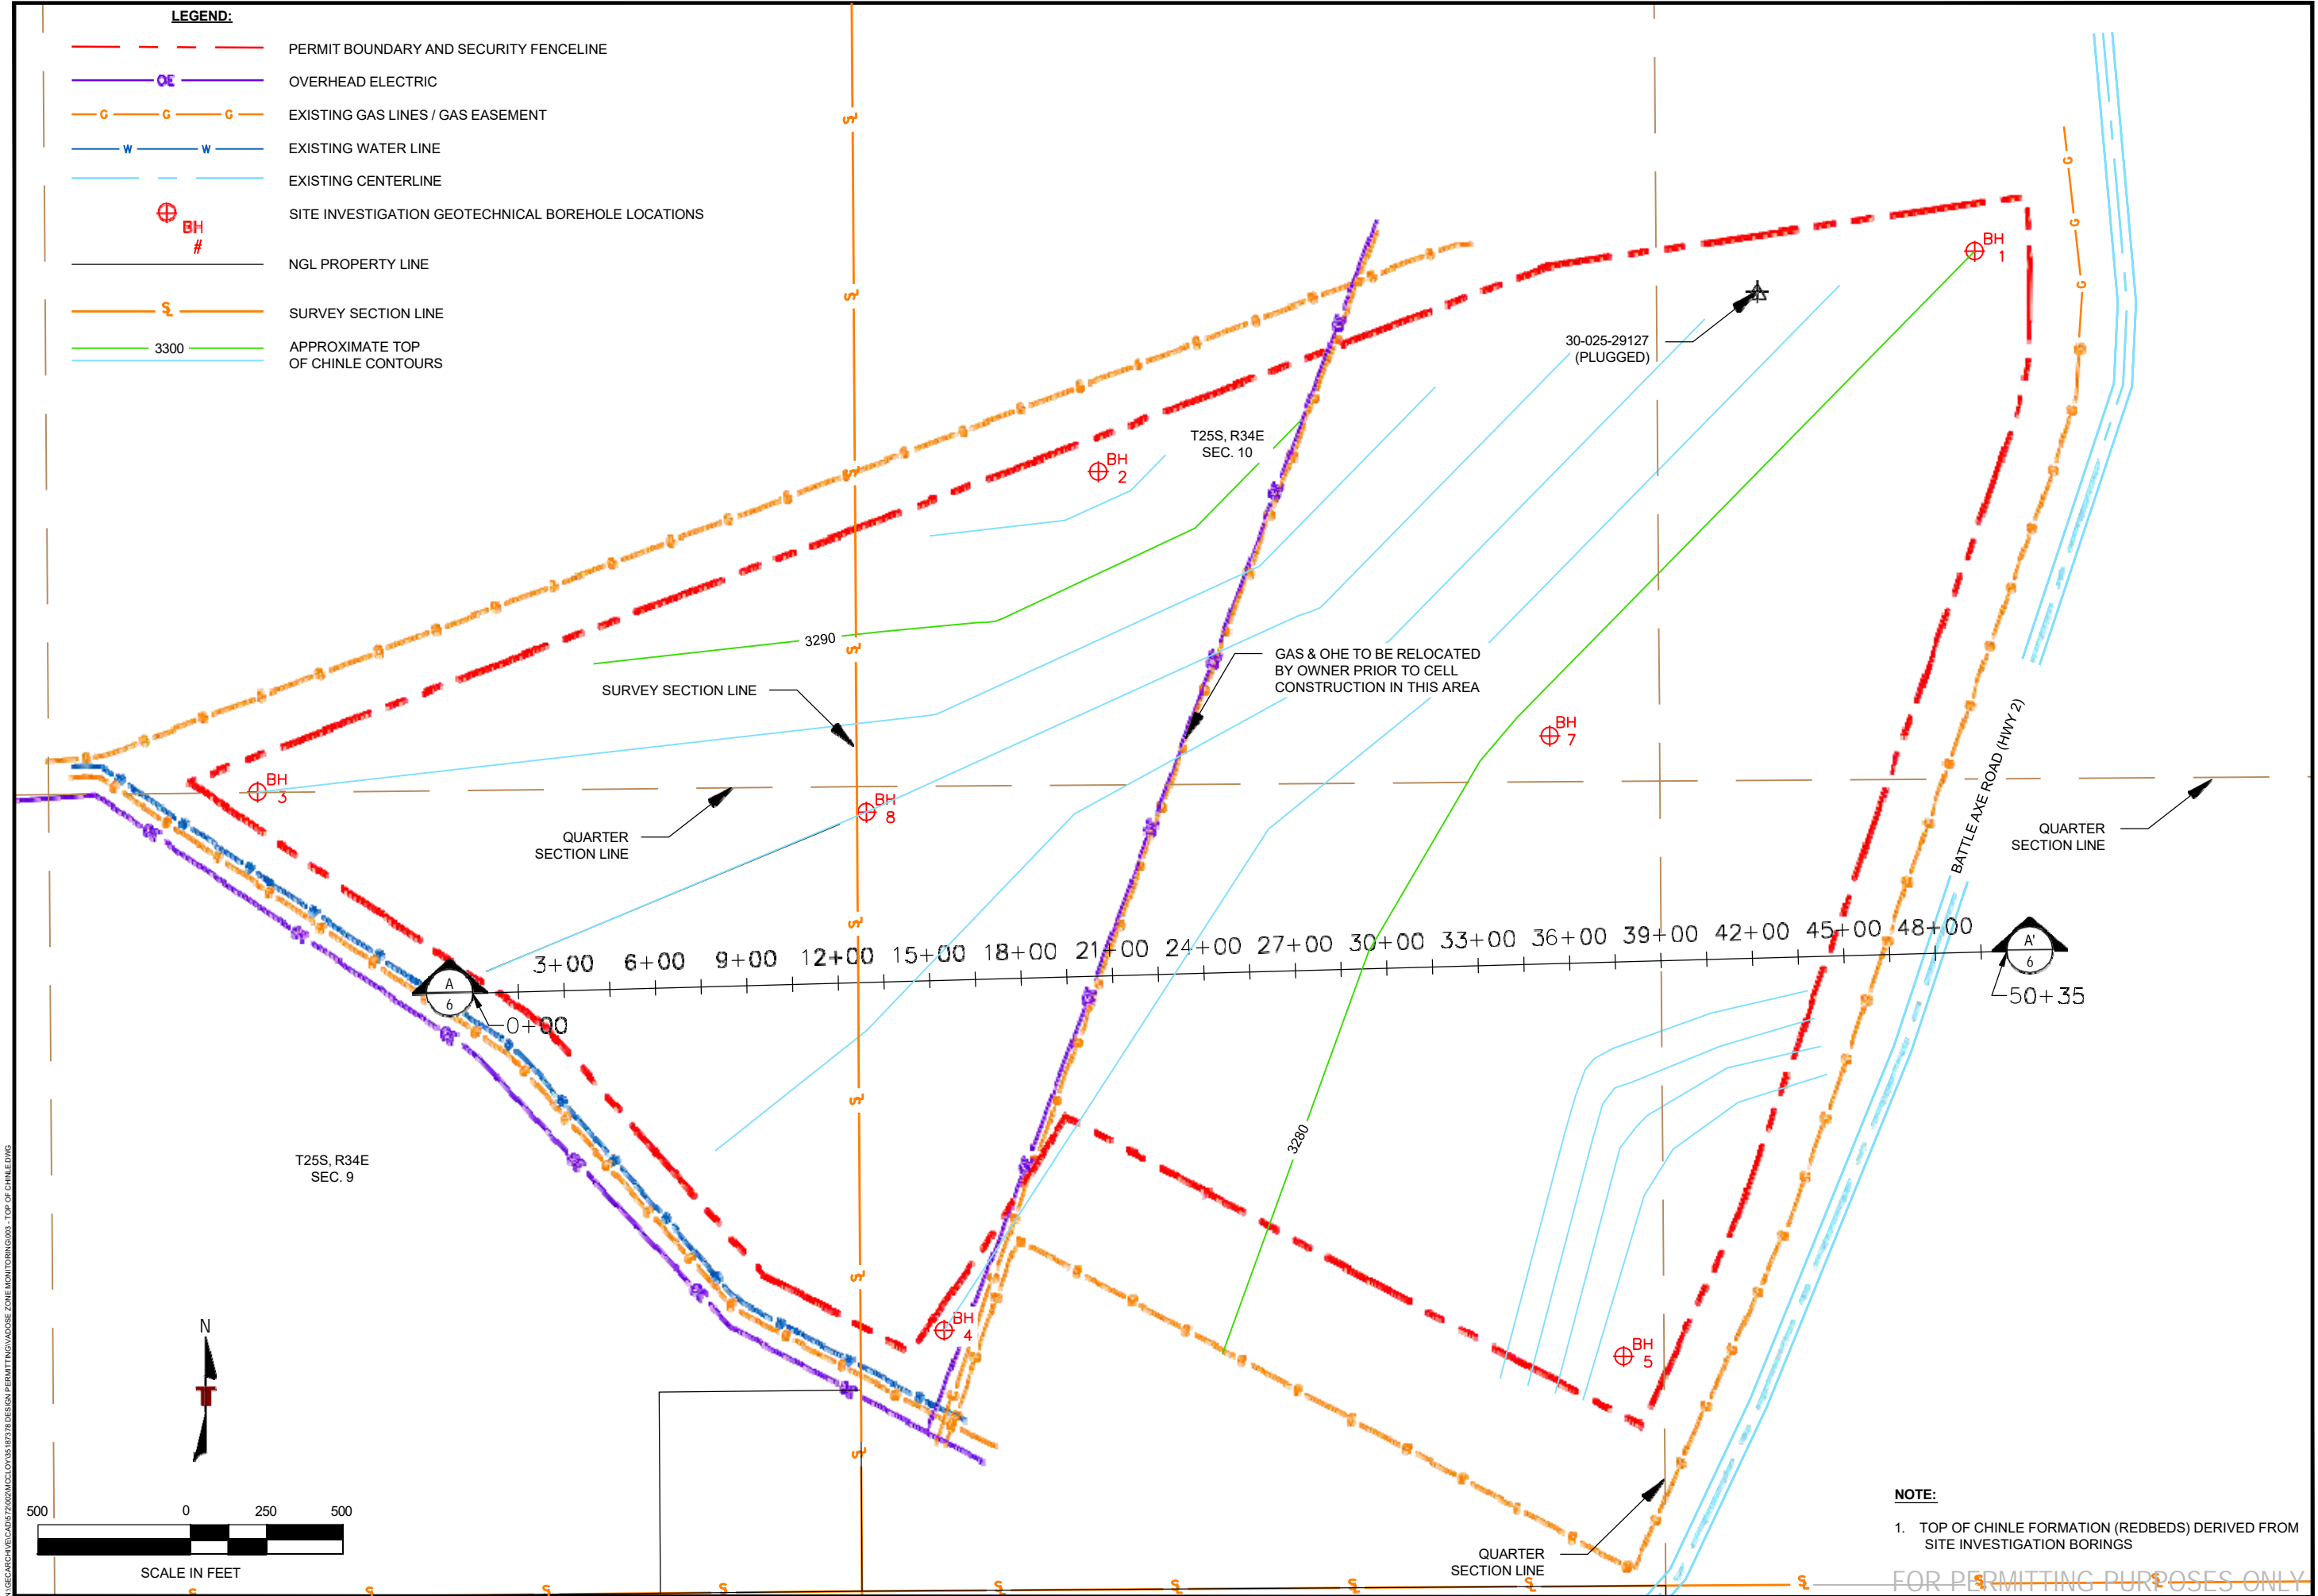 LEGEND:
PERMIT BOUNDARY AND SECURITY FENCELINE
OE
OVERHEAD ELECTRIC
G G G
EXISTING GAS LINES / GAS EASEMENT
W W
EXISTING WATER LINE
EXISTING CENTERLINE
SITE INVESTIGATION GEOTECHNICAL BOREHOLE LOCATIONS
BH
#
NGL PROPERTY LINE
SURVEY SECTION LINE
3300
APPROXIMATE TOP
OF CHINLE CONTOURS
BH
1
30-025-29127
(PLUGGED)
T25S, R34E
SEC. 10
BH
2
3290
GAS & OHE TO BE RELOCATED
BY OWNER PRIOR TO CELL
CONSTRUCTION IN THIS AREA
SURVEY SECTION LINE
BH
7
BH
3
BH
8
QUARTER
SECTION LINE
BATTLE AXE ROAD (HWY 2)
QUARTER
SECTION LINE
3+00 6+00 9+00 12+00 15+00 18+00 21+00 24+00 27+00 30+00 33+00 36+00 39+00 42+00 45+00 48+00
A
6
0+00
A'
6
50+35
T25S, R34E
SEC. 9
3280
BH
4
BH
5
N
500 0 250 500
SCALE IN FEET
QUARTER
SECTION LINE
NOTE:
1. TOP OF CHINLE FORMATION (REDBEDS) DERIVED FROM
SITE INVESTIGATION BORINGS
FOR PERMITTING PURPOSES ONLY